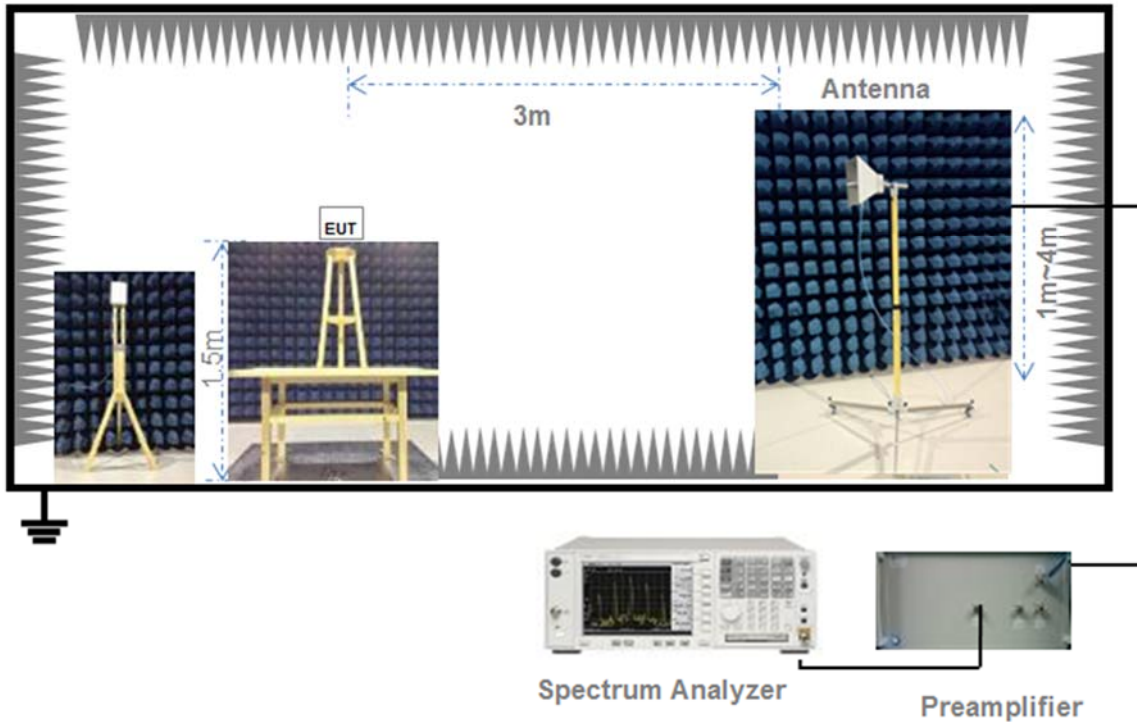 Antenna
3m
EUT
1.5m
1m~4m
Spectrum Analyzer
Preamplifier